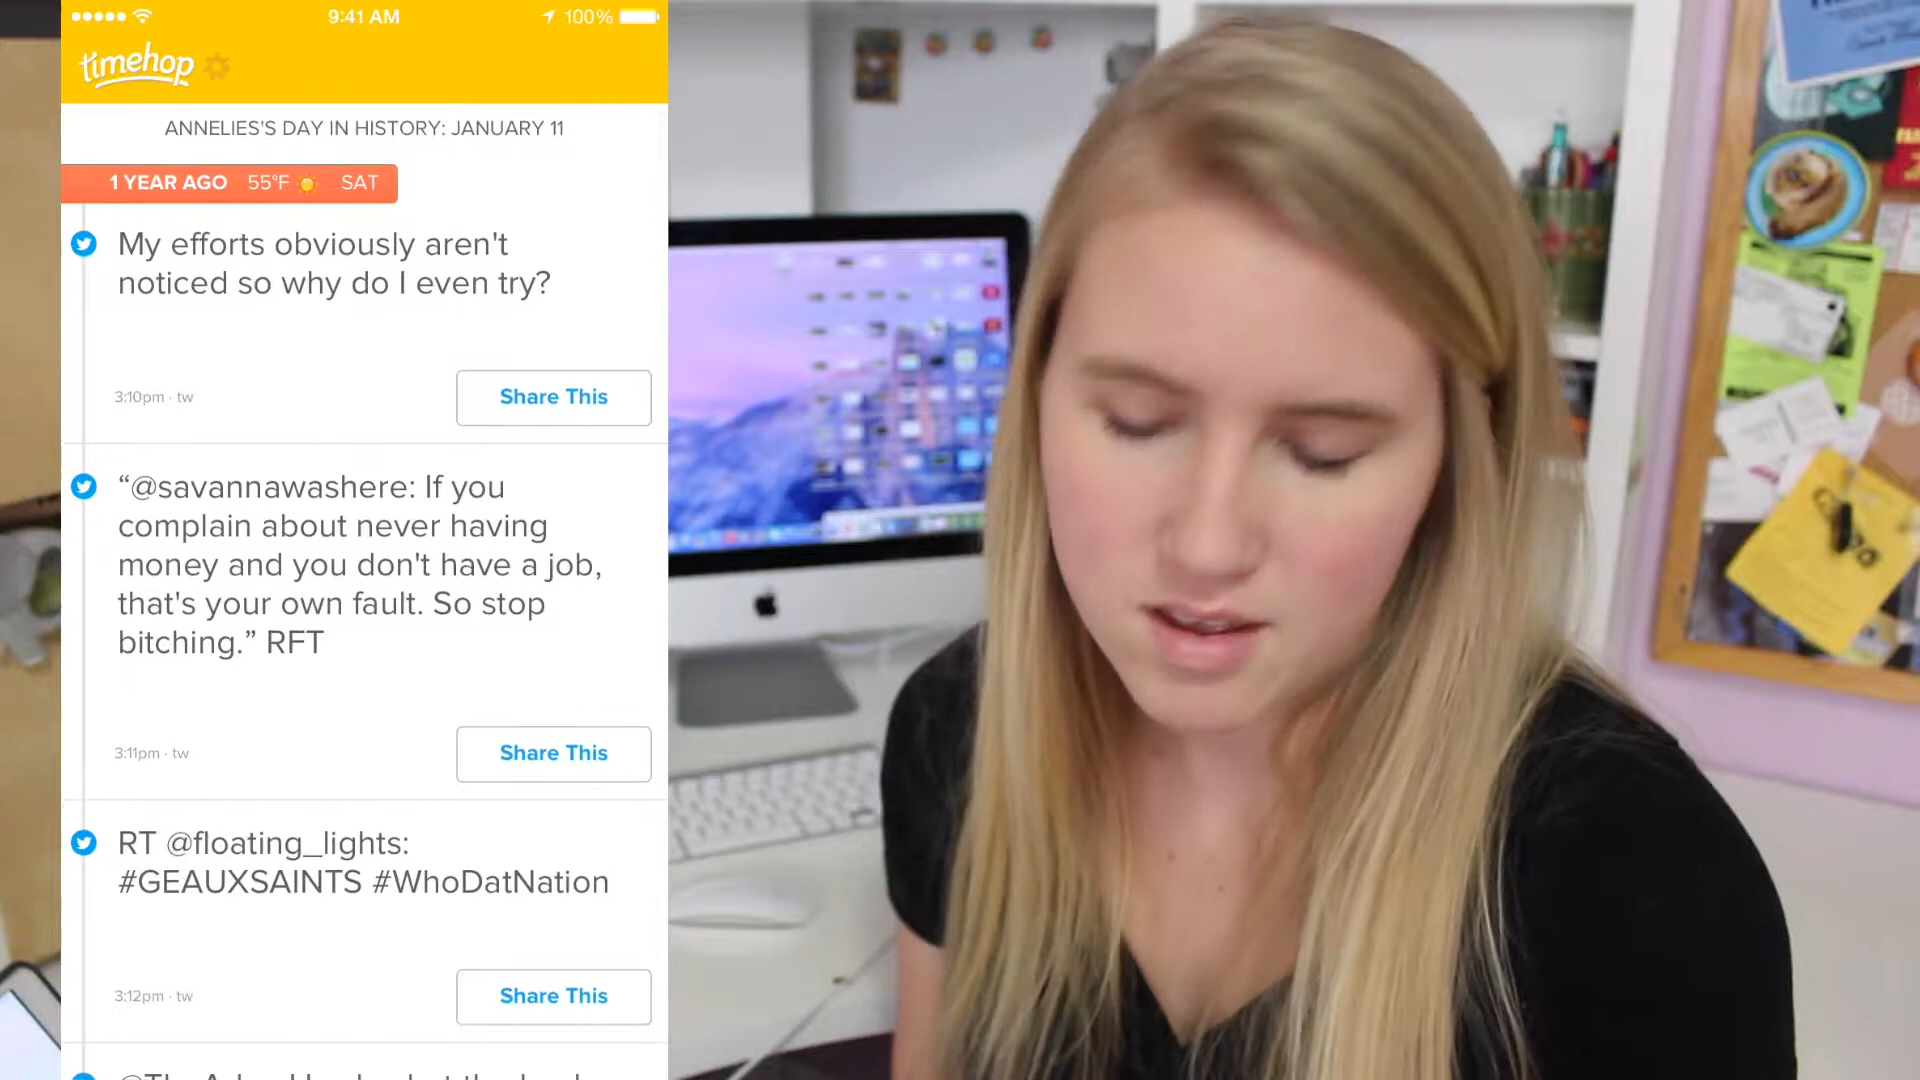 9:41 AM
100%
timehop
ANNELIES'S DAY IN HISTORY: JANUARY 11
1 YEAR AGO 55°F SAT
My efforts obviously aren't
noticed so why do I even try?
3:10pm · tw
Share This
“@savannawashere: If you
complain about never having
money and you don't have a job,
that's your own fault. So stop
bitching.” RFT
3:11pm · tw
Share This
RT @floating_lights:
#GEAUXSAINTS #WhoDatNation
3:12pm · tw
Share This